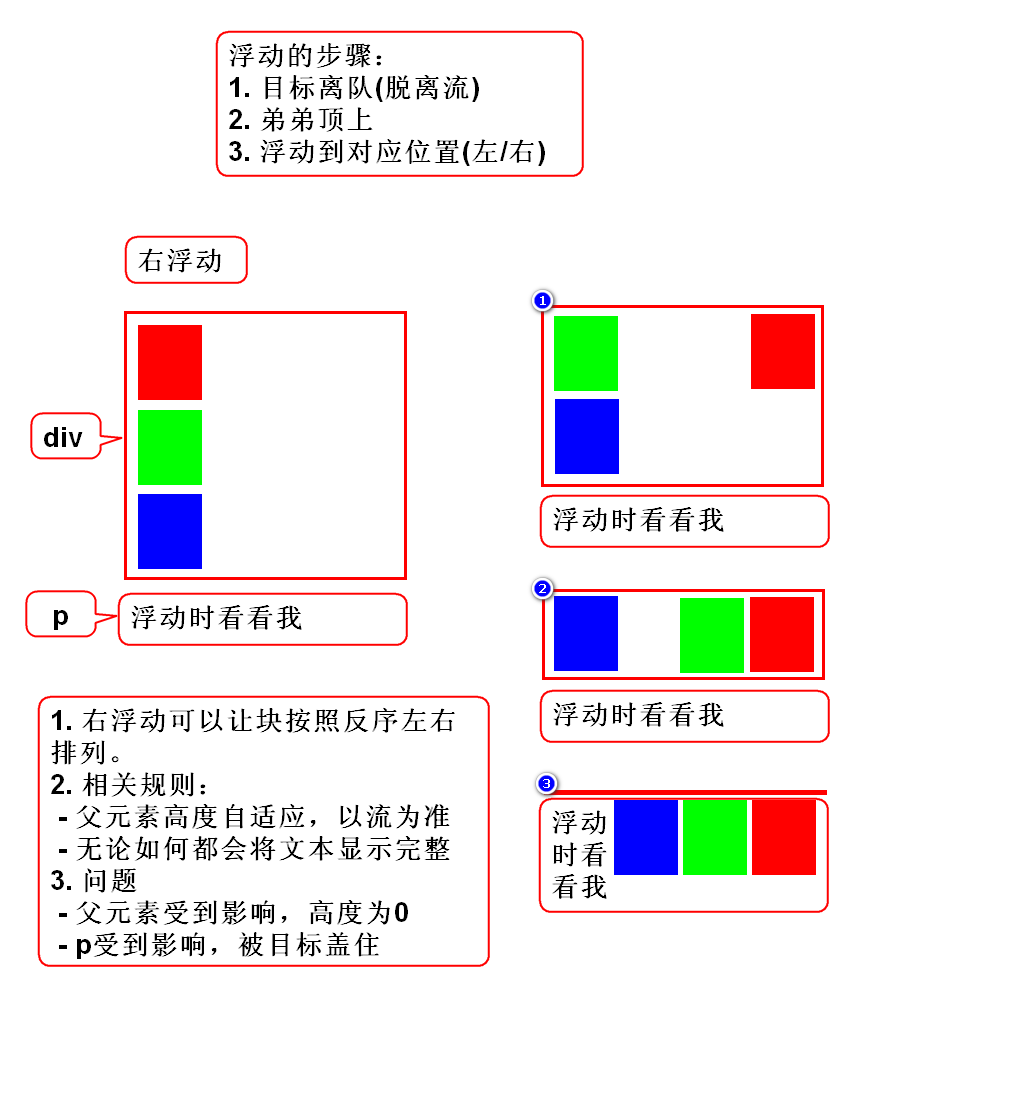 浮动的步骤：
1. 目标离队(脱离流)
2. 弟弟顶上
3. 浮动到对应位置(左/右)
右浮动
div
p
浮动时看看我
1. 右浮动可以让块按照反序左右
排列。
2. 相关规则：
- 父元素高度自适应，以流为准
- 无论如何都会将文本显示完整
3. 问题
- 父元素受到影响，高度为0
- p受到影响，被目标盖住
1
浮动时看看我
2
浮动时看看我
3
浮动
时看
看我